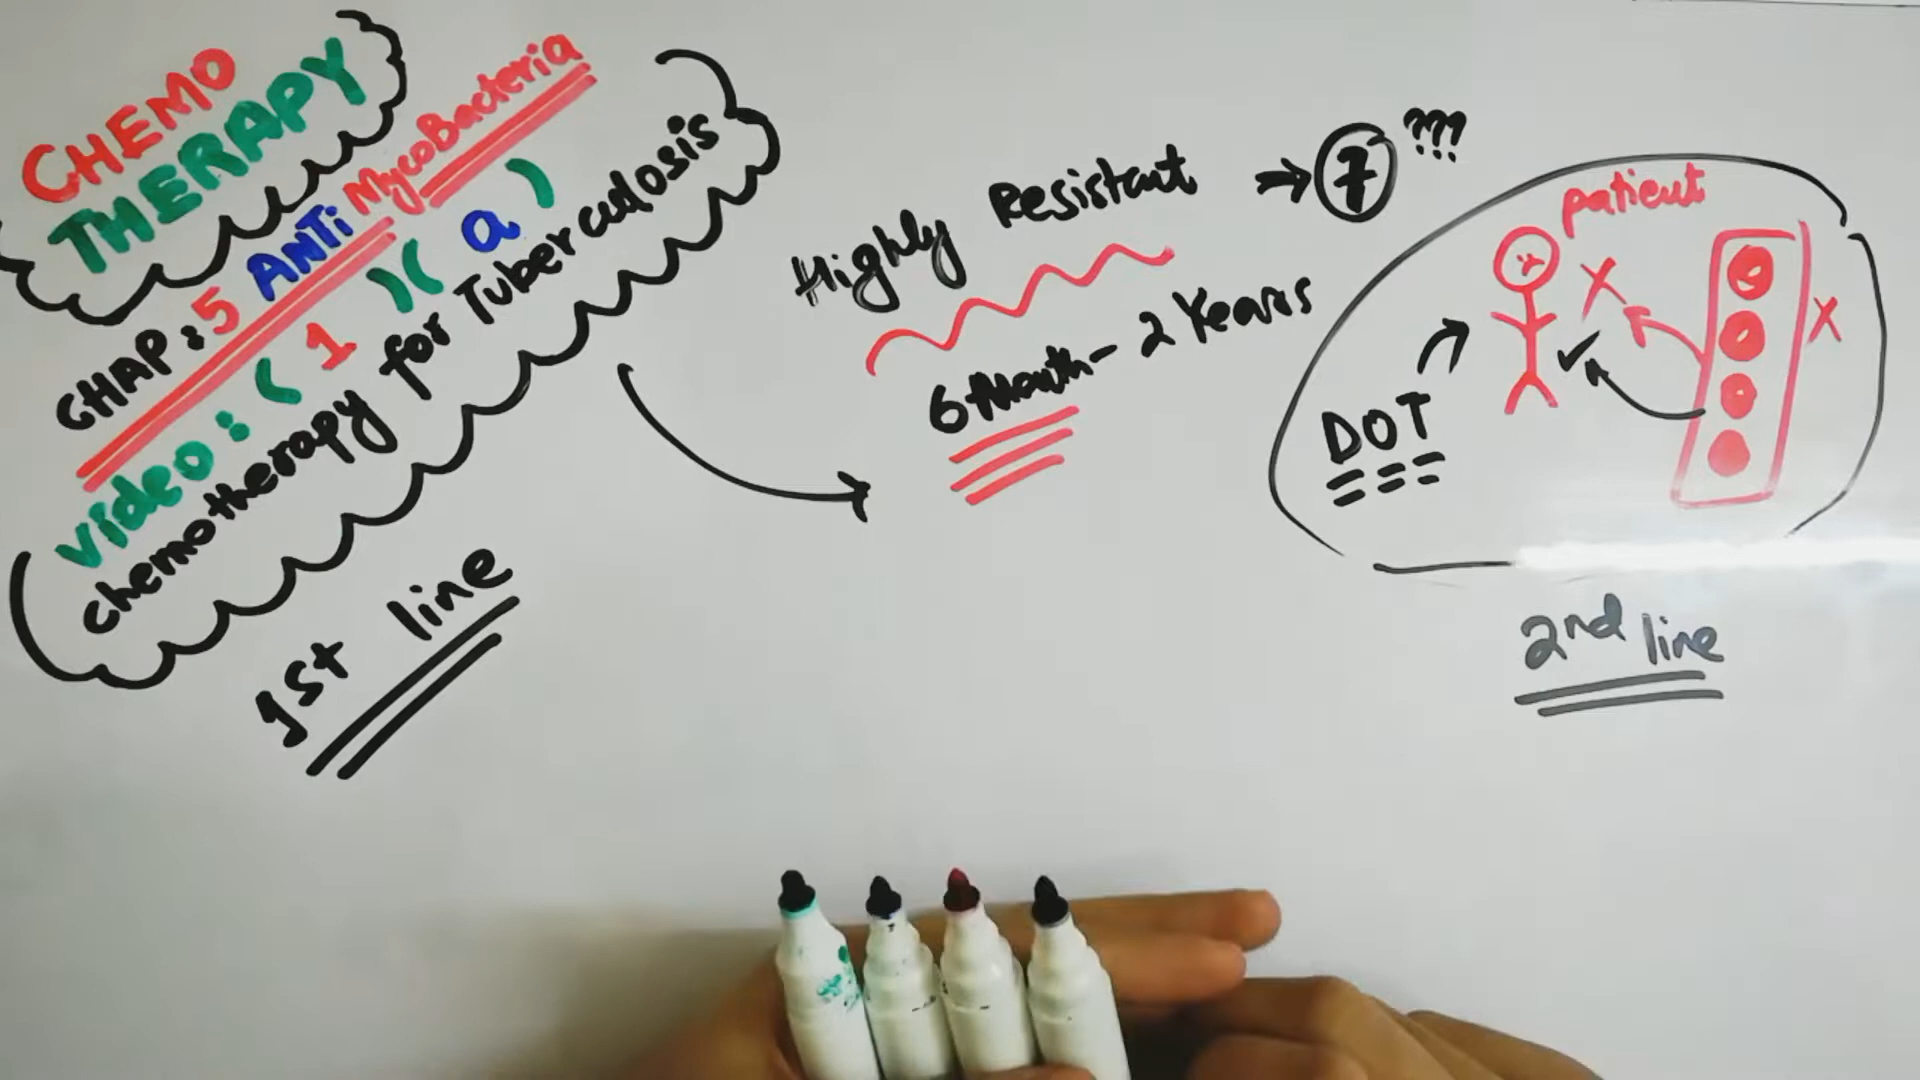 CHEMO
THERAPY
CHAP: 5 ANTi MycoBacteria
Video: ( 1 )( a )
chemotherapy for Tuberculosis
1st line
Highly Resistant → 7 ???
6 Month - 2 Years
patient
X
X
✓
DOT
2nd line